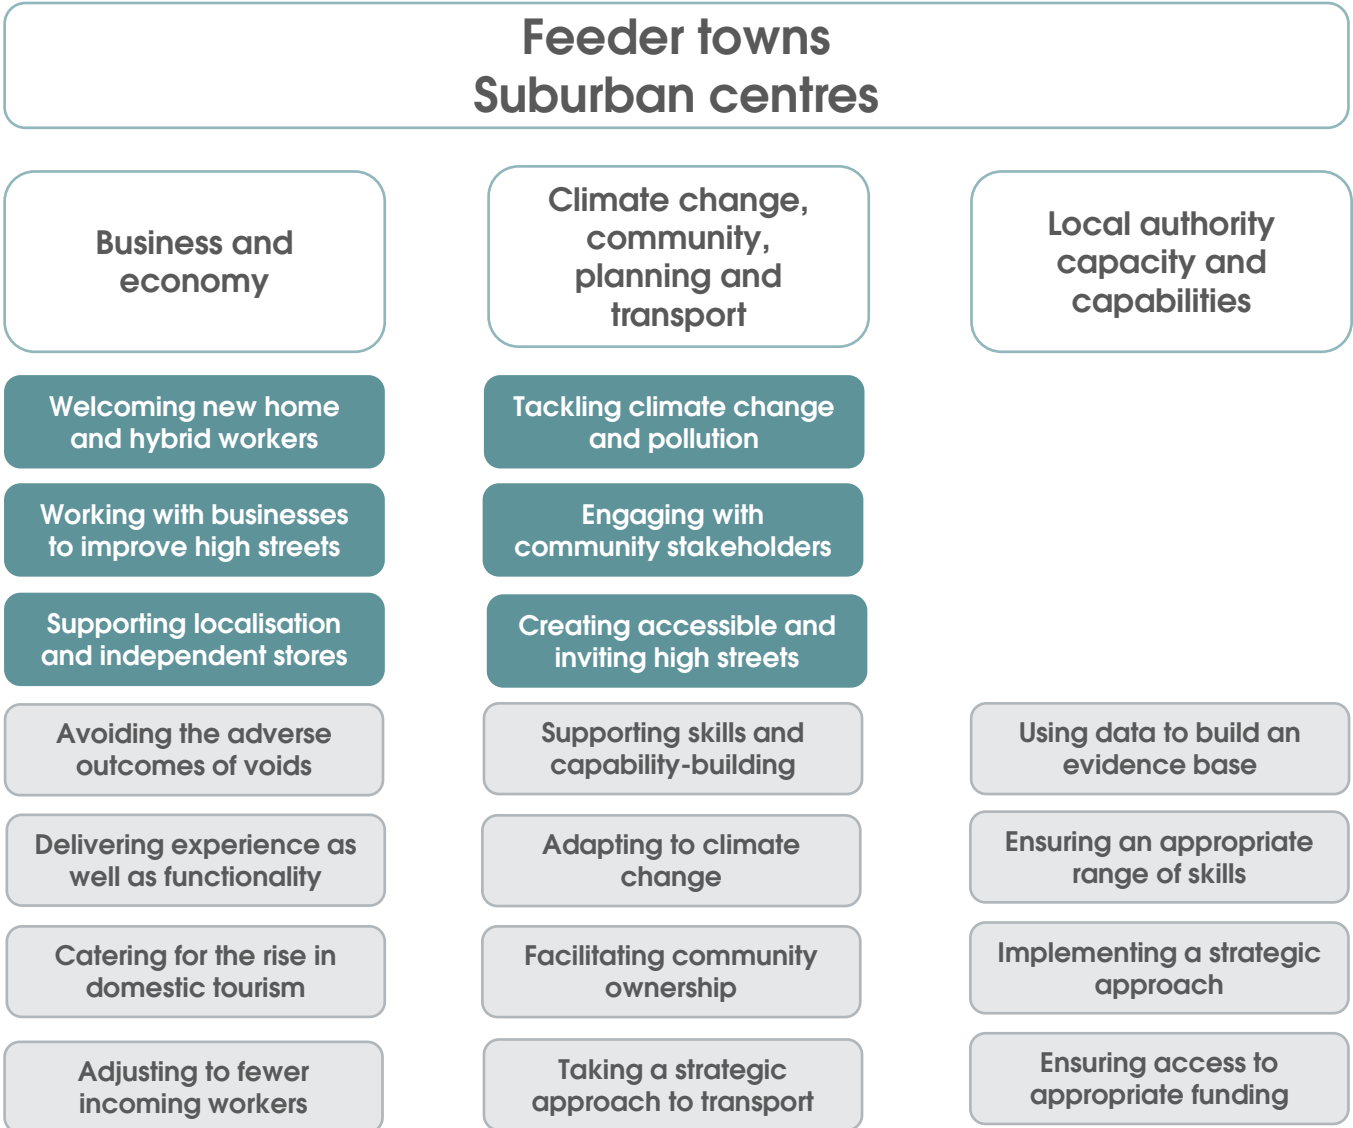 Feeder towns
Suburban centres
Business and
economy
Welcoming new home
and hybrid workers
Working with businesses
to improve high streets
Supporting localisation
and independent stores
Avoiding the adverse
outcomes of voids
Delivering experience as
well as functionality
Catering for the rise in
domestic tourism
Adjusting to fewer
incoming workers
Climate change,
community,
planning and
transport
Tackling climate change
and pollution
Engaging with
community stakeholders
Creating accessible and
inviting high streets
Supporting skills and
capability-building
Adapting to climate
change
Facilitating community
ownership
Taking a strategic
approach to transport
Local authority
capacity and
capabilities
Using data to build an
evidence base
Ensuring an appropriate
range of skills
Implementing a strategic
approach
Ensuring access to
appropriate funding